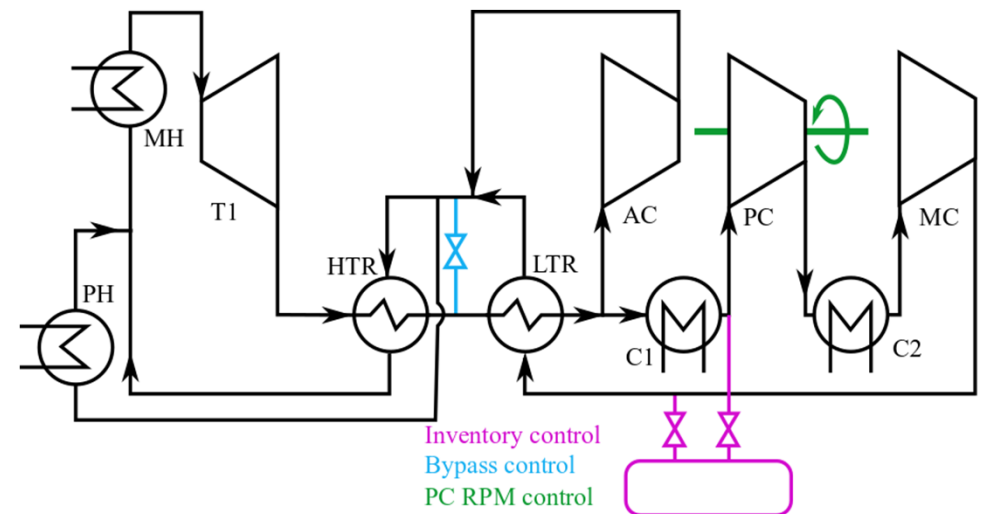 MH
T1
AC
PC
MC
HTR
LTR
PH
C1
C2
Inventory control
Bypass control
PC RPM control